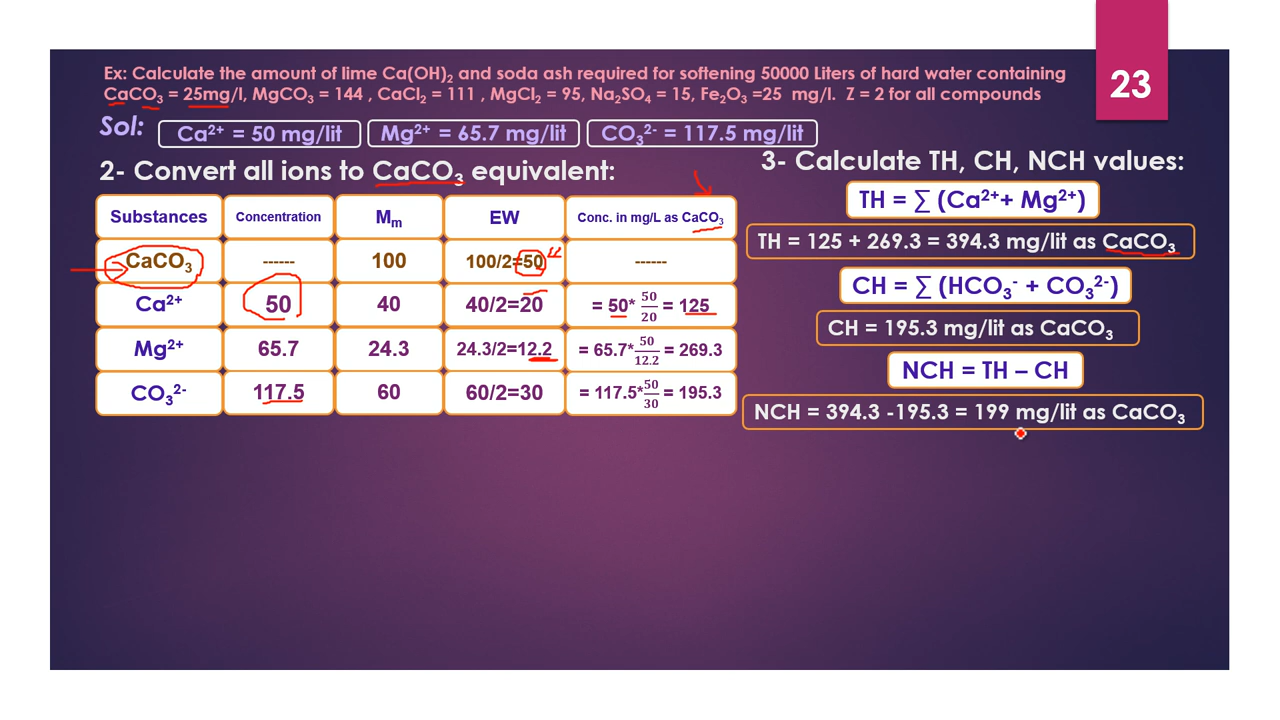 23
Ex: Calculate the amount of lime Ca(OH)₂ and soda ash required for softening 50000 Liters of hard water containing
CaCO₃ = 25mg/l, MgCO₃ = 144 , CaCl₂ = 111 , MgCl₂ = 95, Na₂SO₄ = 15, Fe₂O₃ =25 mg/l. Z = 2 for all compounds
Sol: Ca²⁺ = 50 mg/lit Mg²⁺ = 65.7 mg/lit CO₃²⁻ = 117.5 mg/lit
2- Convert all ions to CaCO₃ equivalent:
Substances Concentration Mₘ EW Conc. in mg/L as CaCO₃
CaCO₃ ------ 100 100/2=50 ------
Ca²⁺ 50 40 40/2=20 = 50* 50/20 = 125
Mg²⁺ 65.7 24.3 24.3/2=12.2 = 65.7* 50/12.2 = 269.3
CO₃²⁻ 117.5 60 60/2=30 = 117.5* 50/30 = 195.3
3- Calculate TH, CH, NCH values:
TH = ∑ (Ca²⁺+ Mg²⁺)
TH = 125 + 269.3 = 394.3 mg/lit as CaCO₃
CH = ∑ (HCO₃⁻ + CO₃²⁻)
CH = 195.3 mg/lit as CaCO₃
NCH = TH – CH
NCH = 394.3 -195.3 = 199 mg/lit as CaCO₃